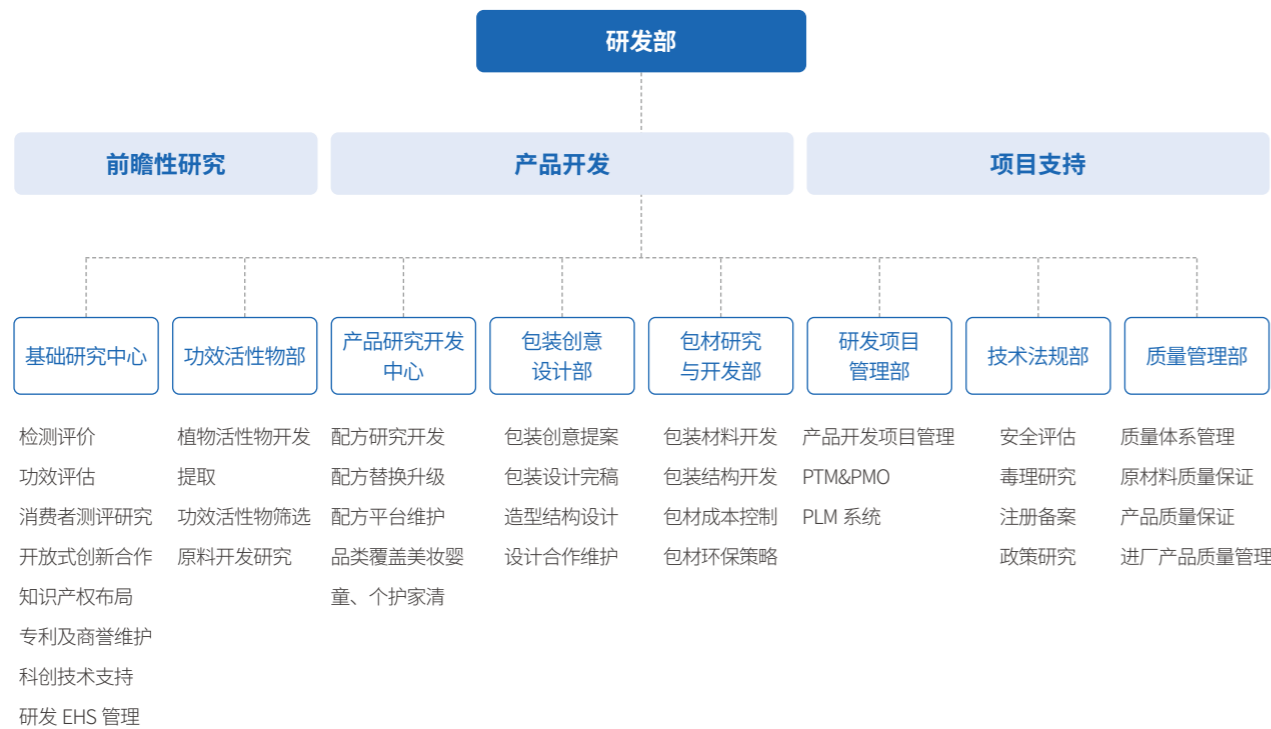 研发部
前瞻性研究
产品开发
项目支持
基础研究中心
功效活性物部
产品研究开发
中心
包装创意
设计部
包材研究
与开发部
研发项目
管理部
技术法规部
质量管理部
检测评价
功效评估
消费者测评研究
开放式创新合作
知识产权布局
专利及商誉维护
科创技术支持
研发 EHS 管理
植物活性物开发
提取
功效活性物筛选
原料开发研究
配方研究开发
配方替换升级
配方平台维护
品类覆盖美妆婴
童、个护家清
包装创意提案
包装设计完稿
造型结构设计
设计合作维护
包装材料开发
包装结构开发
包材成本控制
包材环保策略
产品开发项目管理
PTM&PMO
PLM 系统
安全评估
毒理研究
注册备案
政策研究
质量体系管理
原材料质量保证
产品质量保证
进厂产品质量管理